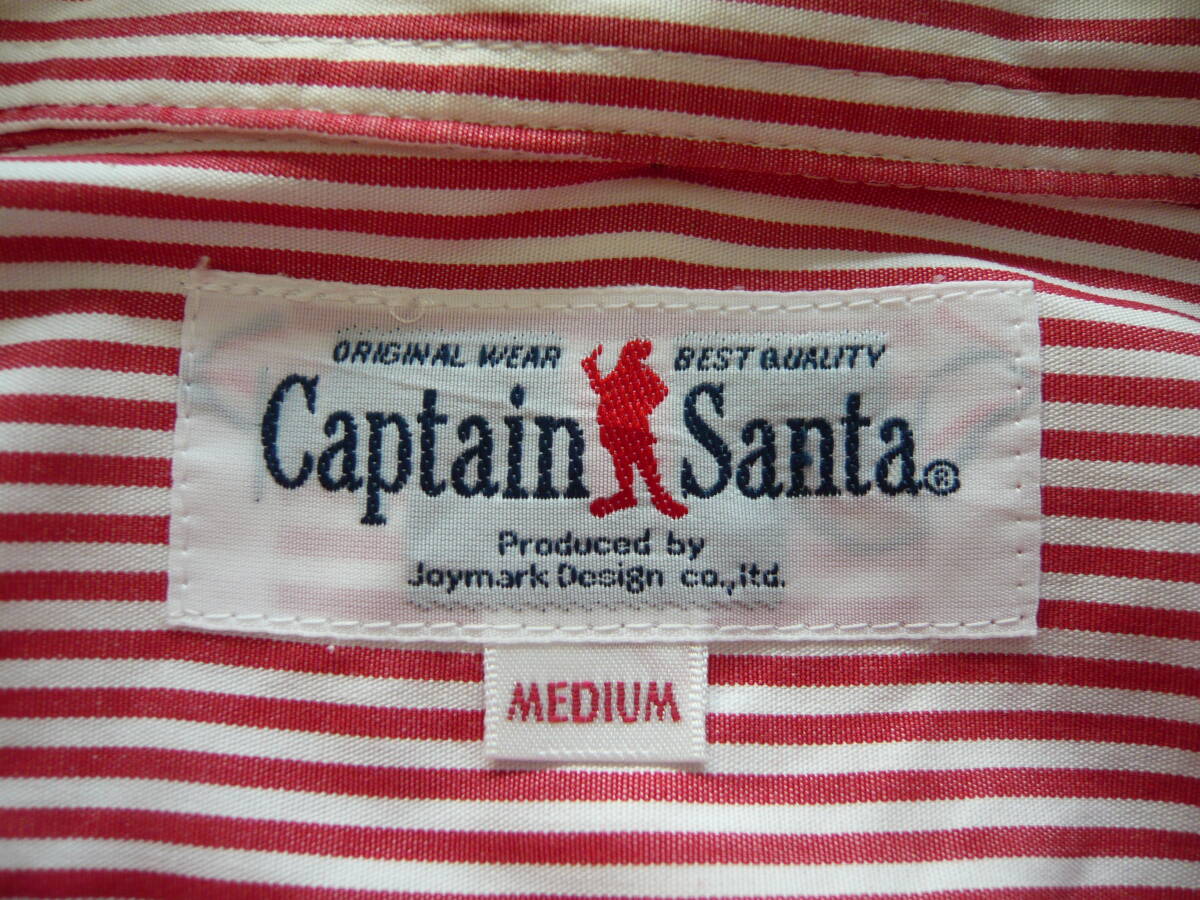 ORIGINAL WEAR BEST QUALITY
Captain Santa®
Produced by
Joymark Design co.,ltd.
MEDIUM